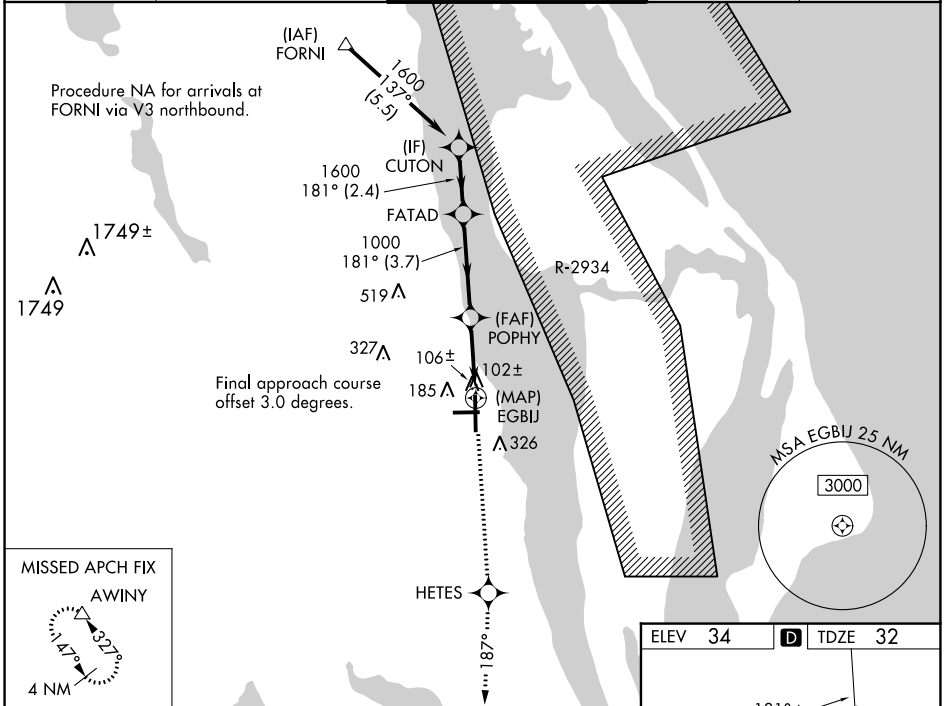 (IAF)
FORNI
1600
137°
(5.5)
Procedure NA for arrivals at
FORNI via V3 northbound.
(IF)
CUTON
1600
181° (2.4)
FATAD
1749±
1000
181° (3.7)
R-2934
1749
519
(FAF)
POPHY
327
106±
102±
Final approach course
offset 3.0 degrees.
185
(MAP)
EGBIJ
326
MSA EGBIJ 25 NM
3000
MISSED APCH FIX
AWINY
327°
147°
4 NM
HETES
187°
ELEV 34
D
TDZE 32